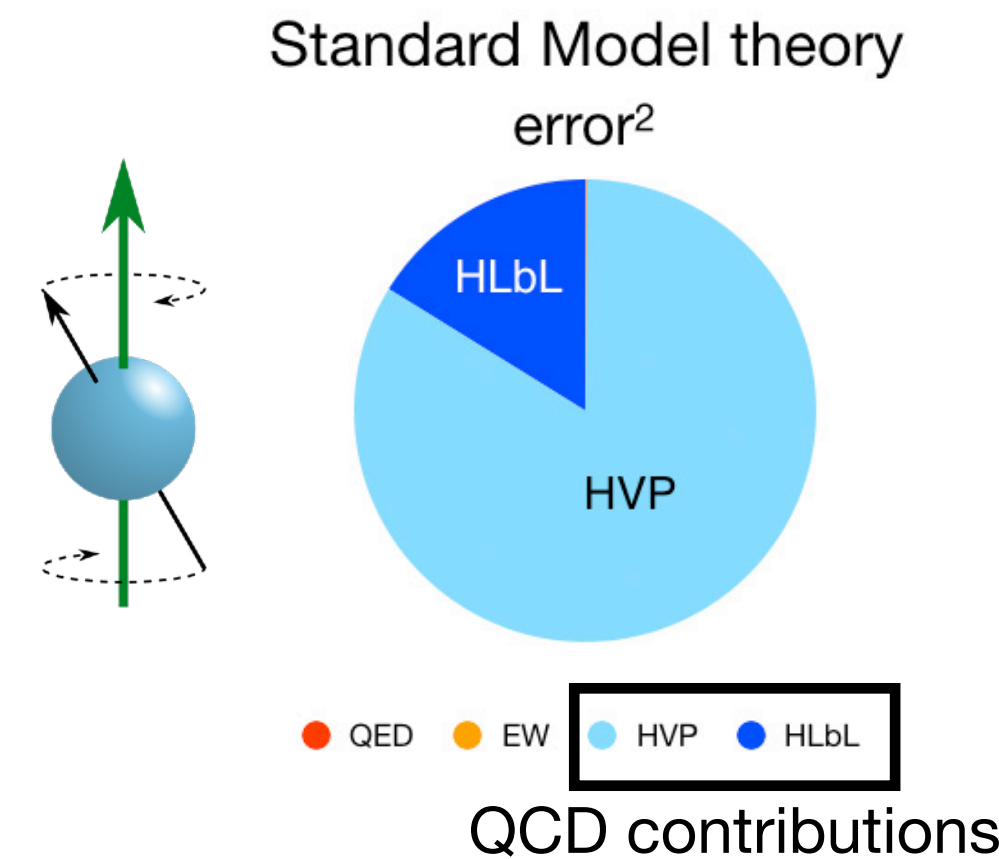 Standard Model theory
error²
HLbL
HVP
QED EW HVP HLbL
QCD contributions